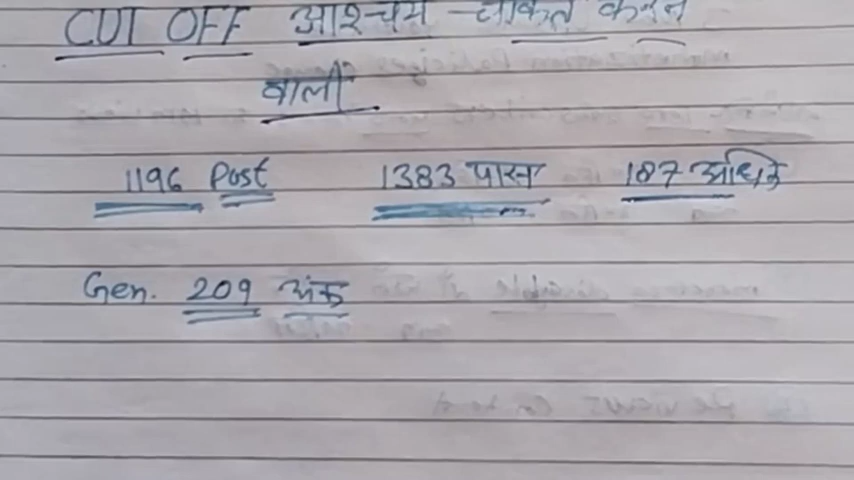 CUT OFF आश्चर्य चकित करने
वाली
1196 Post 1383 पास 187 अधिक
Gen. 209 अंक